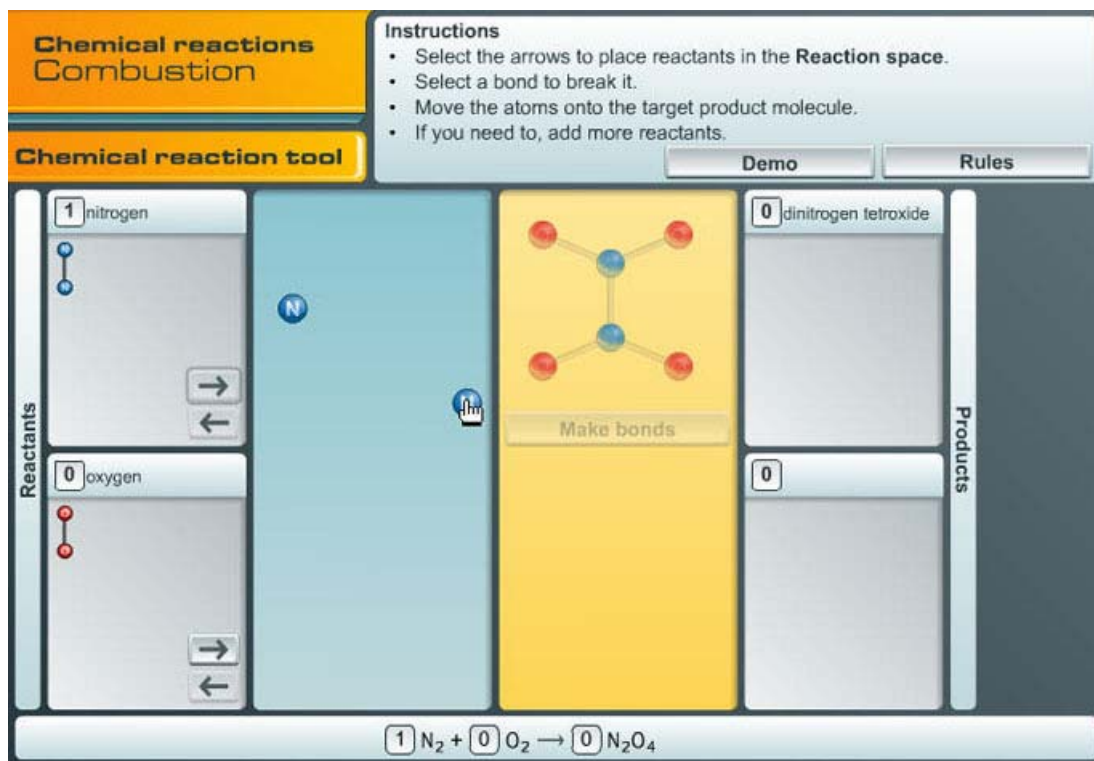 Chemical reactions
Combustion
Chemical reaction tool
Instructions
• Select the arrows to place reactants in the Reaction space.
• Select a bond to break it.
• Move the atoms onto the target product molecule.
• If you need to, add more reactants.
Demo
Rules
Reactants
1 nitrogen
N
N
0 oxygen
N
Make bonds
0 dinitrogen tetroxide
0
Products
1 N₂ + 0 O₂ → 0 N₂O₄